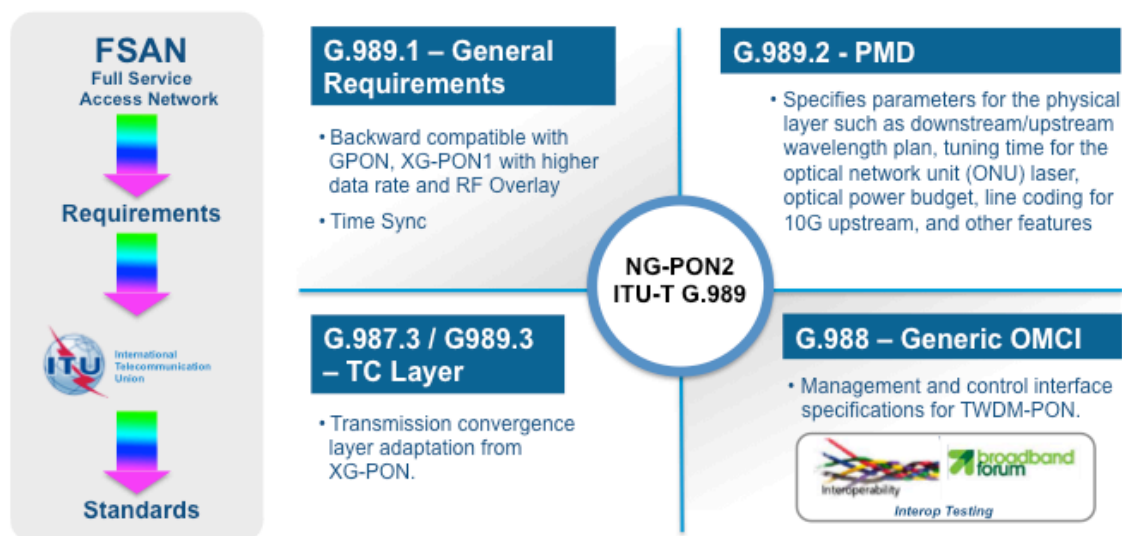 FSAN
Full Service
Access Network
Requirements
ITU
International
Telecommunication
Union
Standards
G.989.1 – General
Requirements
• Backward compatible with
GPON, XG-PON1 with higher
data rate and RF Overlay
• Time Sync
G.989.2 - PMD
• Specifies parameters for the physical
layer such as downstream/upstream
wavelength plan, tuning time for the
optical network unit (ONU) laser,
optical power budget, line coding for
10G upstream, and other features
NG-PON2
ITU-T G.989
G.987.3 / G989.3
– TC Layer
• Transmission convergence
layer adaptation from
XG-PON.
G.988 – Generic OMCI
• Management and control interface
specifications for TWDM-PON.
Interoperability
broadband
forum
Interop Testing